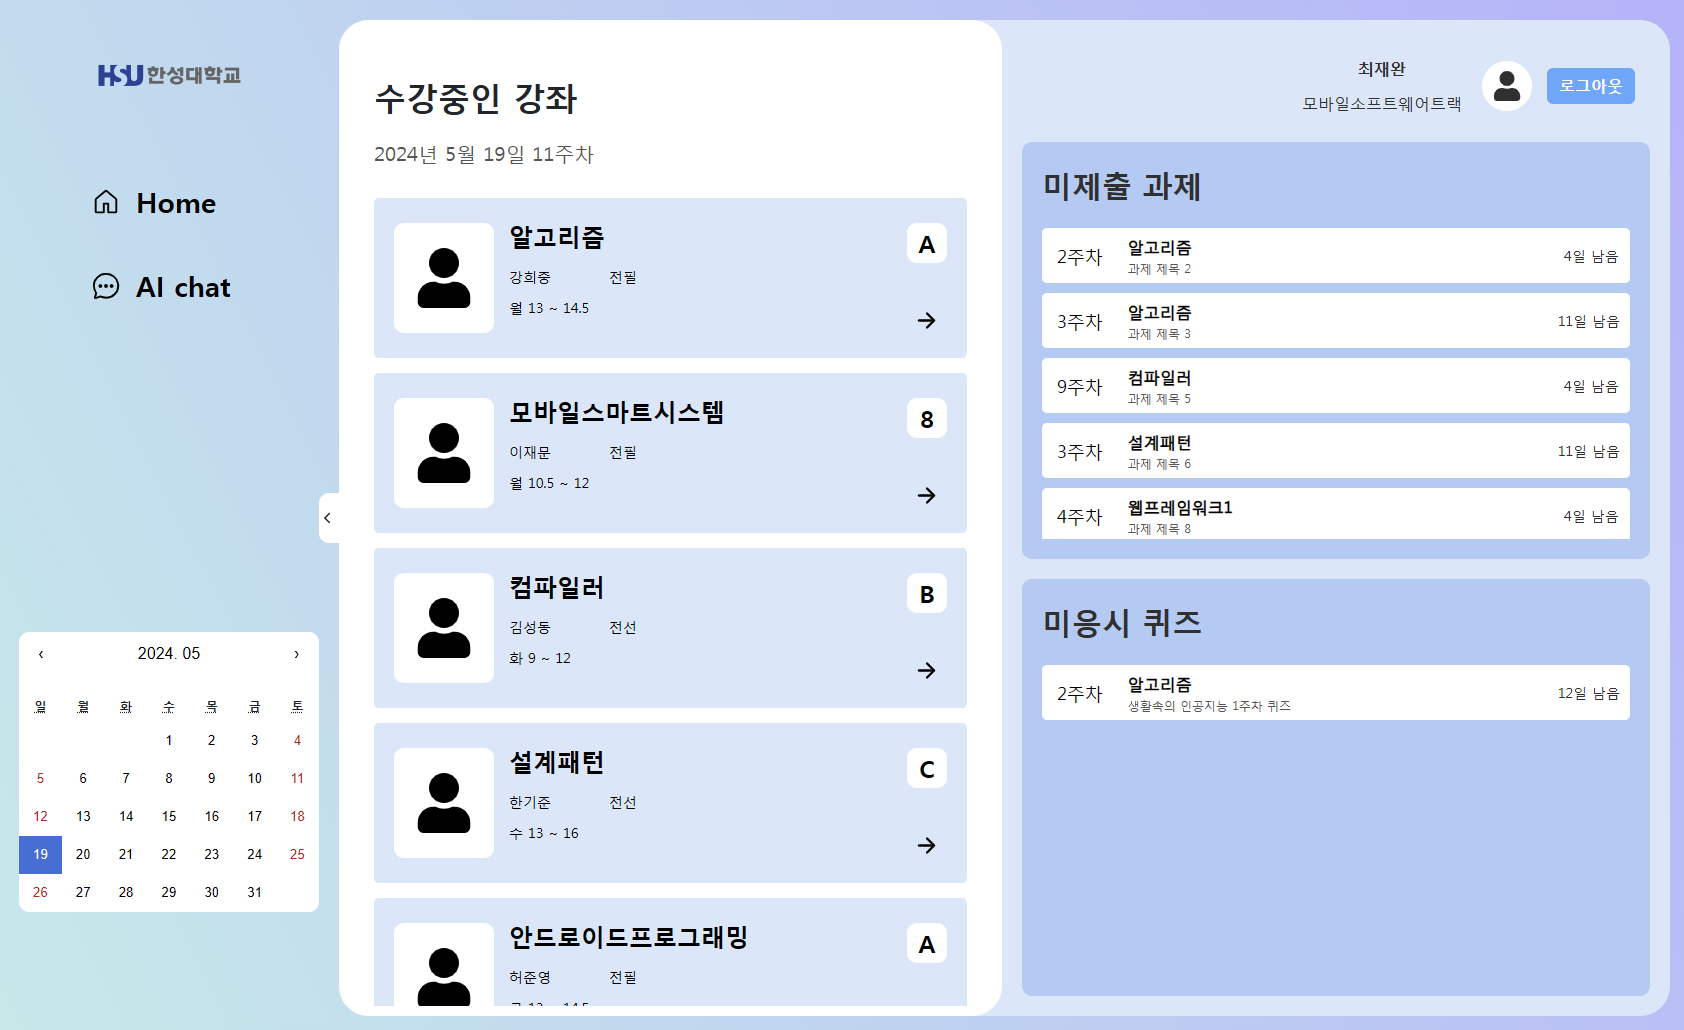 HSU 한성대학교
Home
AI chat
‹ 2024. 05 ›
일 월 화 수 목 금 토
1 2 3 4
5 6 7 8 9 10 11
12 13 14 15 16 17 18
19 20 21 22 23 24 25
26 27 28 29 30 31
수강중인 강좌
2024년 5월 19일 11주차
알고리즘 A
강희중 전필
월 13 ~ 14.5
모바일스마트시스템 8
이재문 전필
월 10.5 ~ 12
컴파일러 B
김성동 전선
화 9 ~ 12
설계패턴 C
한기준 전선
수 13 ~ 16
안드로이드프로그래밍 A
허준영 전필
최재완
모바일소프트웨어트랙
로그아웃
미제출 과제
2주차 알고리즘 4일 남음
과제 제목 2
3주차 알고리즘 11일 남음
과제 제목 3
9주차 컴파일러 4일 남음
과제 제목 5
3주차 설계패턴 11일 남음
과제 제목 6
4주차 웹프레임워크1 4일 남음
과제 제목 8
미응시 퀴즈
2주차 알고리즘 12일 남음
생활속의 인공지능 1주차 퀴즈